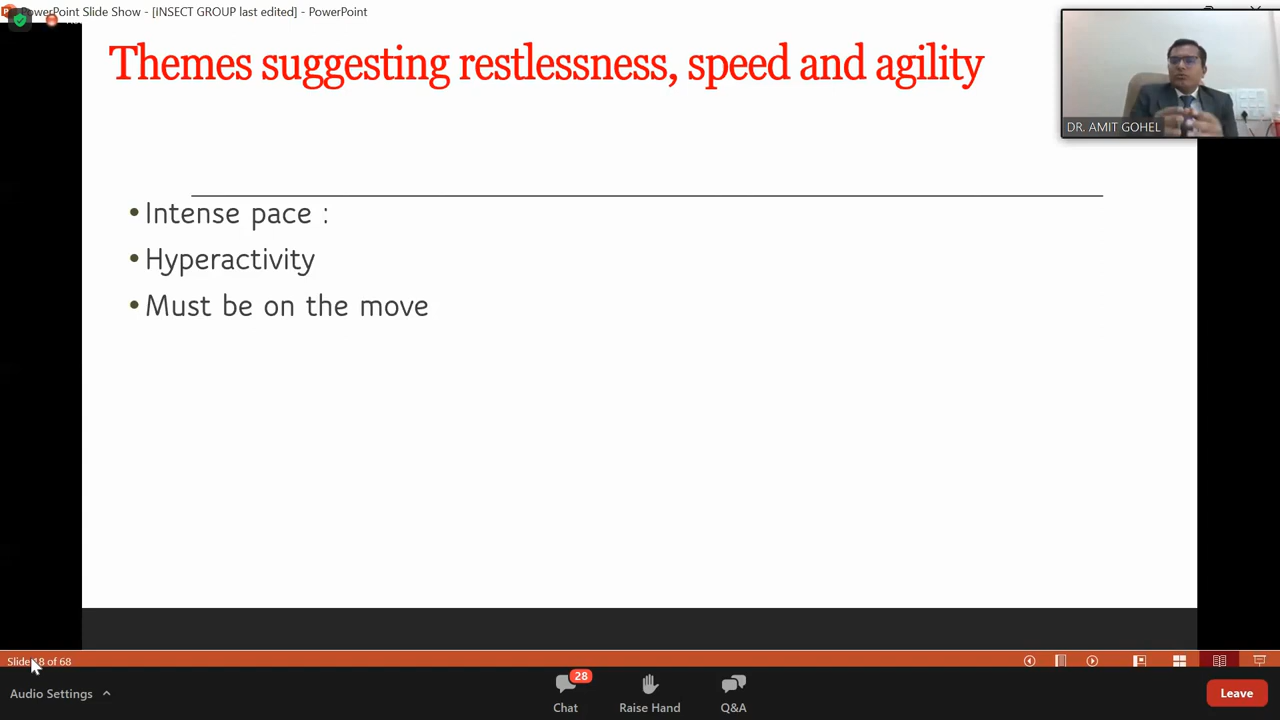 PowerPoint Slide Show - [INSECT GROUP last edited] - PowerPoint
Themes suggesting restlessness, speed and agility
DR. AMIT GOHEL
• Intense pace :
• Hyperactivity
• Must be on the move
Slide 18 of 68
Audio Settings
28
Chat
Raise Hand
Q&A
Leave